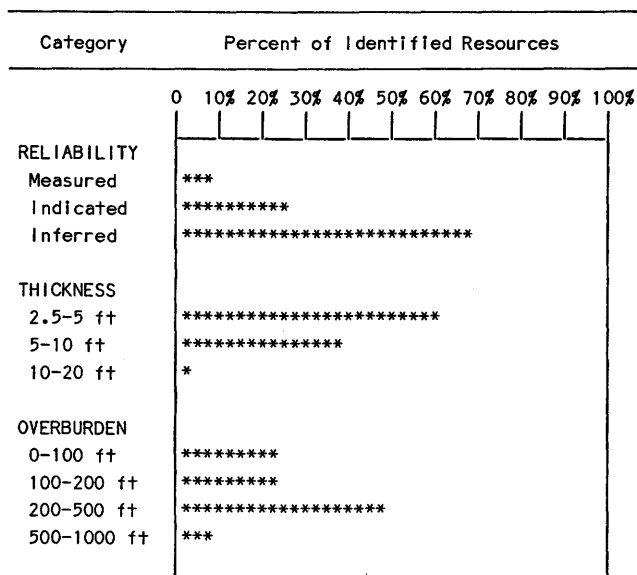 Category Percent of Identified Resources
0 10% 20% 30% 40% 50% 60% 70% 80% 90% 100%
RELIABILITY
Measured ***
Indicated **********
Inferred ***************************
THICKNESS
2.5-5 ft ************************
5-10 ft ***************
10-20 ft *
OVERBURDEN
0-100 ft *********
100-200 ft *********
200-500 ft *******************
500-1000 ft ***